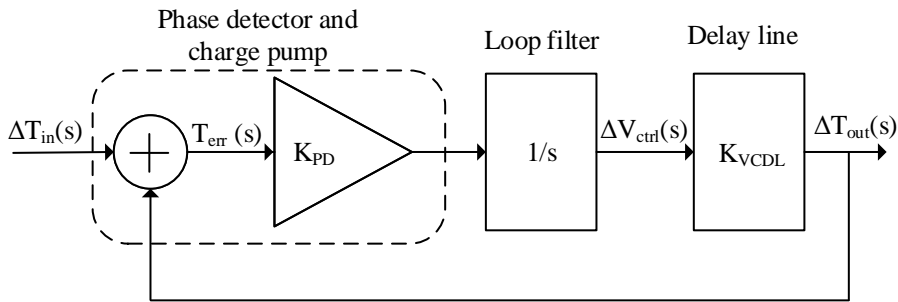 Phase detector and
charge pump
Loop filter
Delay line
ΔT_in(s)
T_err (s)
K_PD
1/s
ΔV_ctrl(s)
K_VCDL
ΔT_out(s)